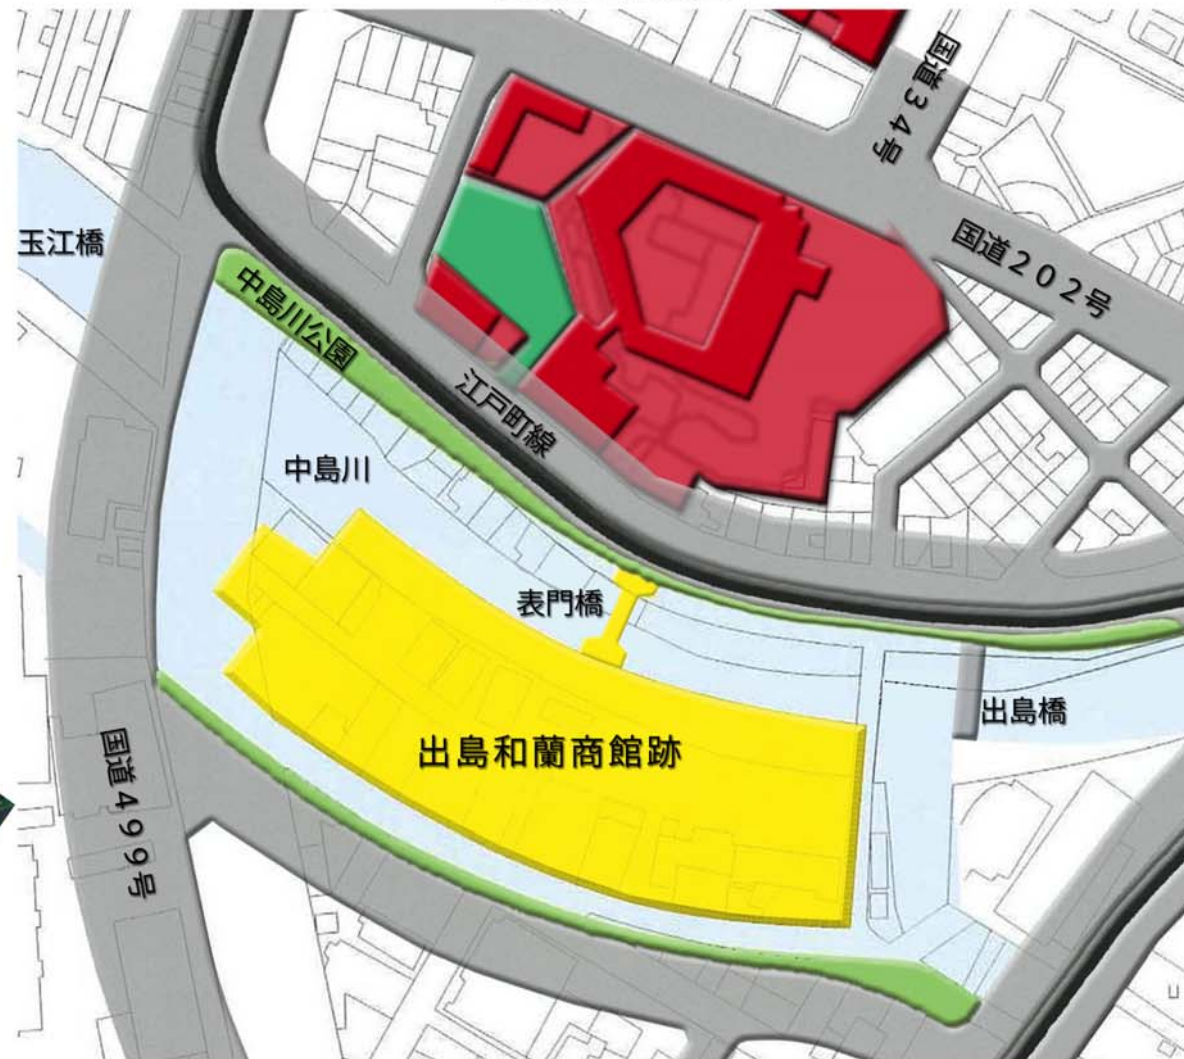 国道３４号
国道２０２号
玉江橋
中島川公園
江戸町線
中島川
表門橋
出島橋
出島和蘭商館跡
国道４９９号